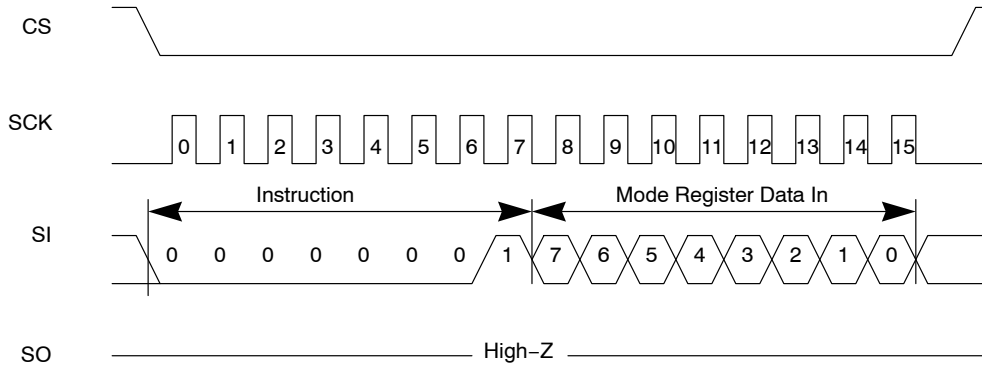 CS
SCK
0 1 2 3 4 5 6 7 8 9 10 11 12 13 14 15
Instruction Mode Register Data In
SI
0 0 0 0 0 0 0 1 7 6 5 4 3 2 1 0
SO
High−Z